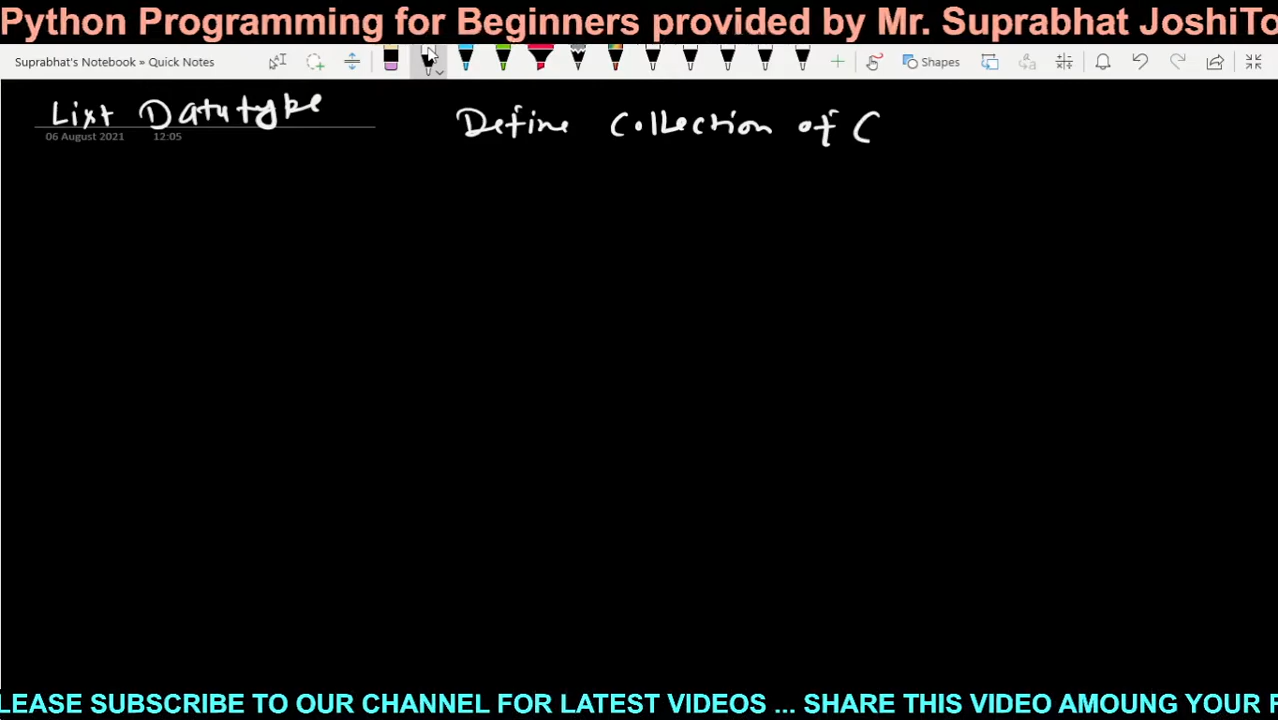 Python Programming for Beginners provided by Mr. Suprabhat JoshiTo
Suprabhat's Notebook » Quick Notes
Shapes
List Datatype
Define Collection of C
06 August 2021 12:05
LEASE SUBSCRIBE TO OUR CHANNEL FOR LATEST VIDEOS ... SHARE THIS VIDEO AMOUNG YOUR F